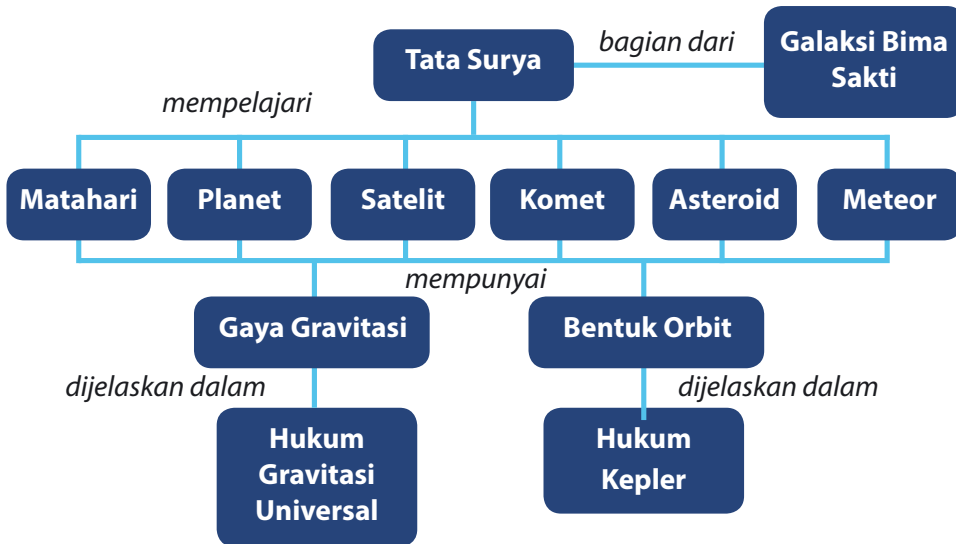 Tata Surya
bagian dari
Galaksi Bima
Sakti
mempelajari
Matahari
Planet
Satelit
Komet
Asteroid
Meteor
mempunyai
Gaya Gravitasi
Bentuk Orbit
dijelaskan dalam
dijelaskan dalam
Hukum
Gravitasi
Universal
Hukum
Kepler